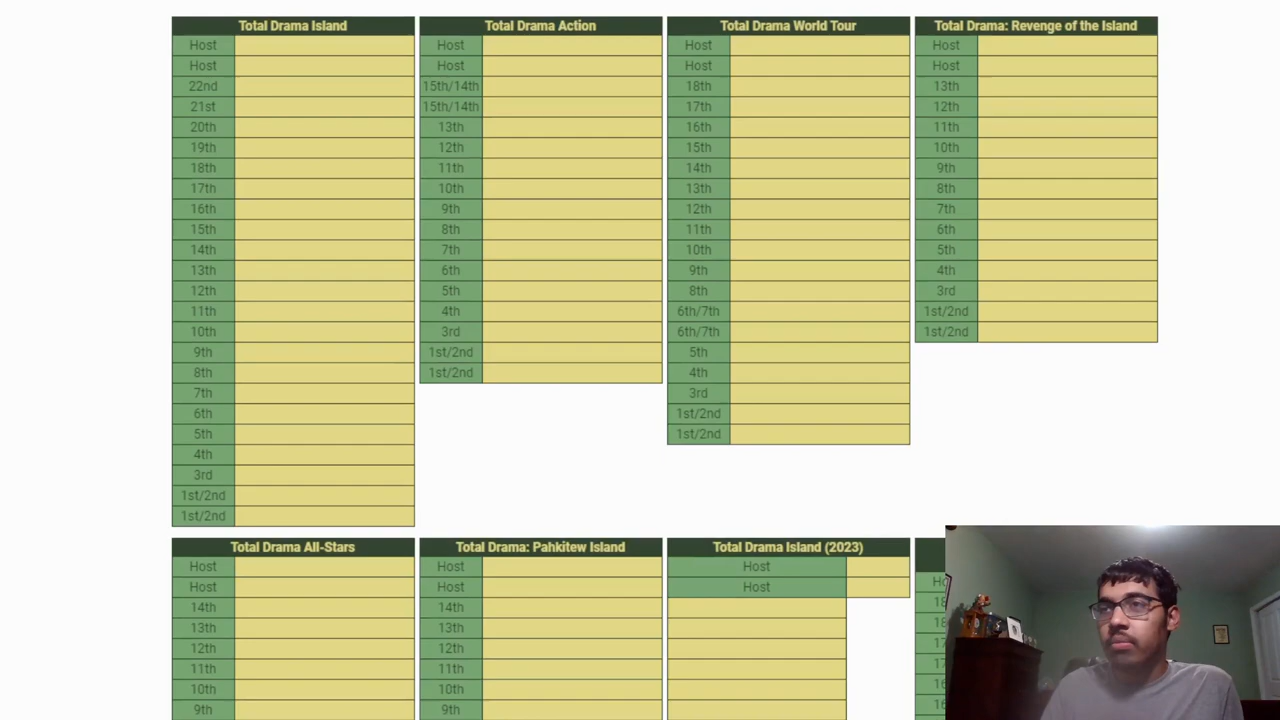 Total Drama Island
Host
Host
22nd
21st
20th
19th
18th
17th
16th
15th
14th
13th
12th
11th
10th
9th
8th
7th
6th
5th
4th
3rd
1st/2nd
1st/2nd
Total Drama Action
Host
Host
15th/14th
15th/14th
13th
12th
11th
10th
9th
8th
7th
6th
5th
4th
3rd
1st/2nd
1st/2nd
Total Drama World Tour
Host
Host
18th
17th
16th
15th
14th
13th
12th
11th
10th
9th
8th
6th/7th
6th/7th
5th
4th
3rd
1st/2nd
1st/2nd
Total Drama: Revenge of the Island
Host
Host
13th
12th
11th
10th
9th
8th
7th
6th
5th
4th
3rd
1st/2nd
1st/2nd
Total Drama All-Stars
Host
Host
14th
13th
12th
11th
10th
9th
Total Drama: Pahkitew Island
Host
Host
14th
13th
12th
11th
10th
9th
Total Drama Island (2023)
Host
Host